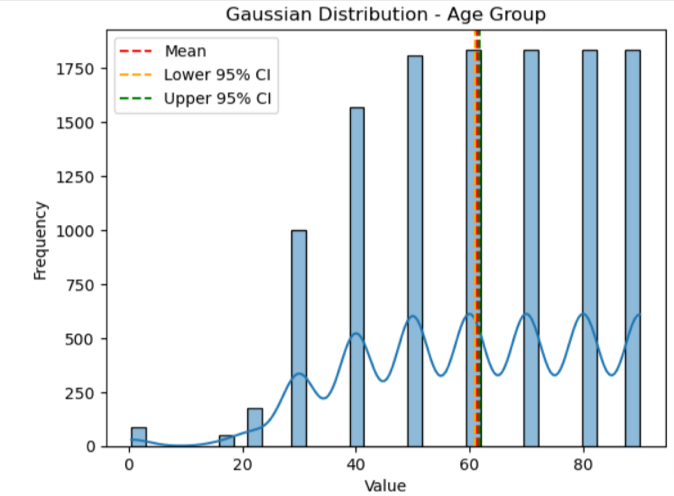 Gaussian Distribution - Age Group
Mean
Lower 95% CI
Upper 95% CI
Frequency
1750
1500
1250
1000
750
500
250
0
0 20 40 60 80
Value